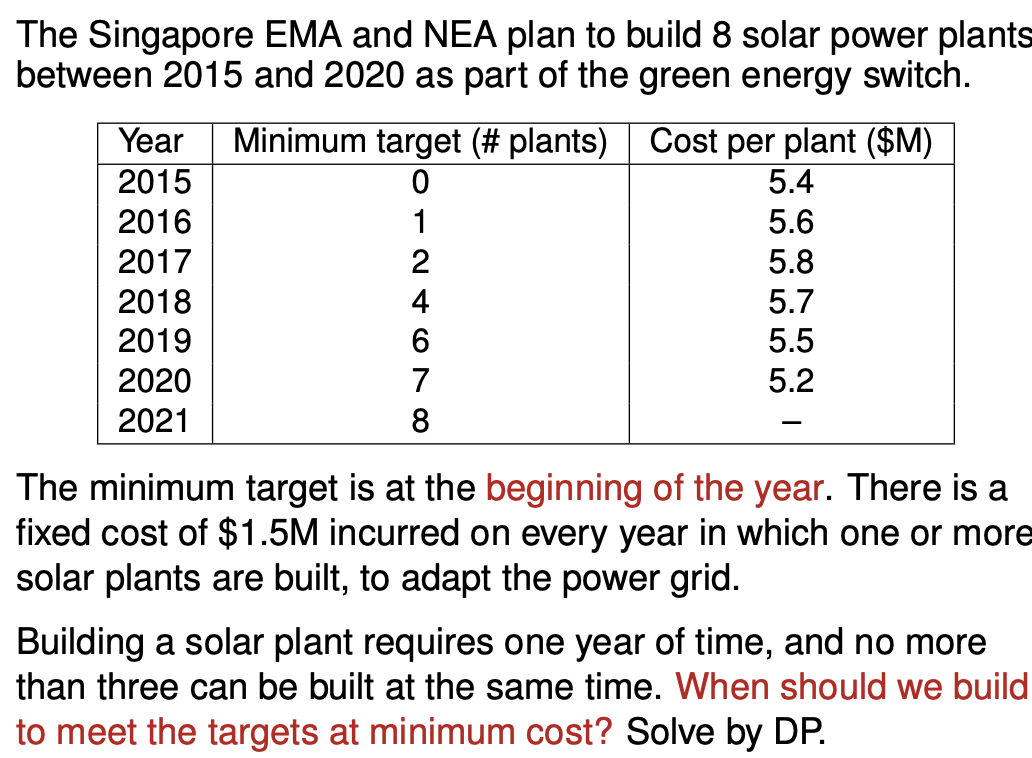 The Singapore EMA and NEA plan to build 8 solar power plants
between 2015 and 2020 as part of the green energy switch.
Year Minimum target (# plants) Cost per plant ($M)
2015 0 5.4
2016 1 5.6
2017 2 5.8
2018 4 5.7
2019 6 5.5
2020 7 5.2
2021 8 –
The minimum target is at the beginning of the year. There is a
fixed cost of $1.5M incurred on every year in which one or more
solar plants are built, to adapt the power grid.
Building a solar plant requires one year of time, and no more
than three can be built at the same time. When should we build
to meet the targets at minimum cost? Solve by DP.